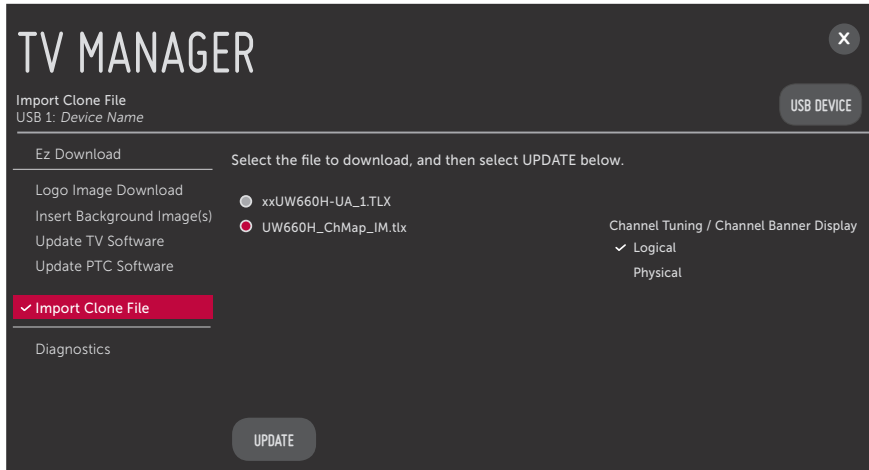 TV MANAGER
X
Import Clone File
USB 1: Device Name
USB DEVICE
Ez Download
Logo Image Download
Insert Background Image(s)
Update TV Software
Update PTC Software
Import Clone File
Diagnostics
Select the file to download, and then select UPDATE below.
xxUW660H-UA_1.TLX
UW660H_ChMap_IM.tlx
Channel Tuning / Channel Banner Display
Logical
Physical
UPDATE